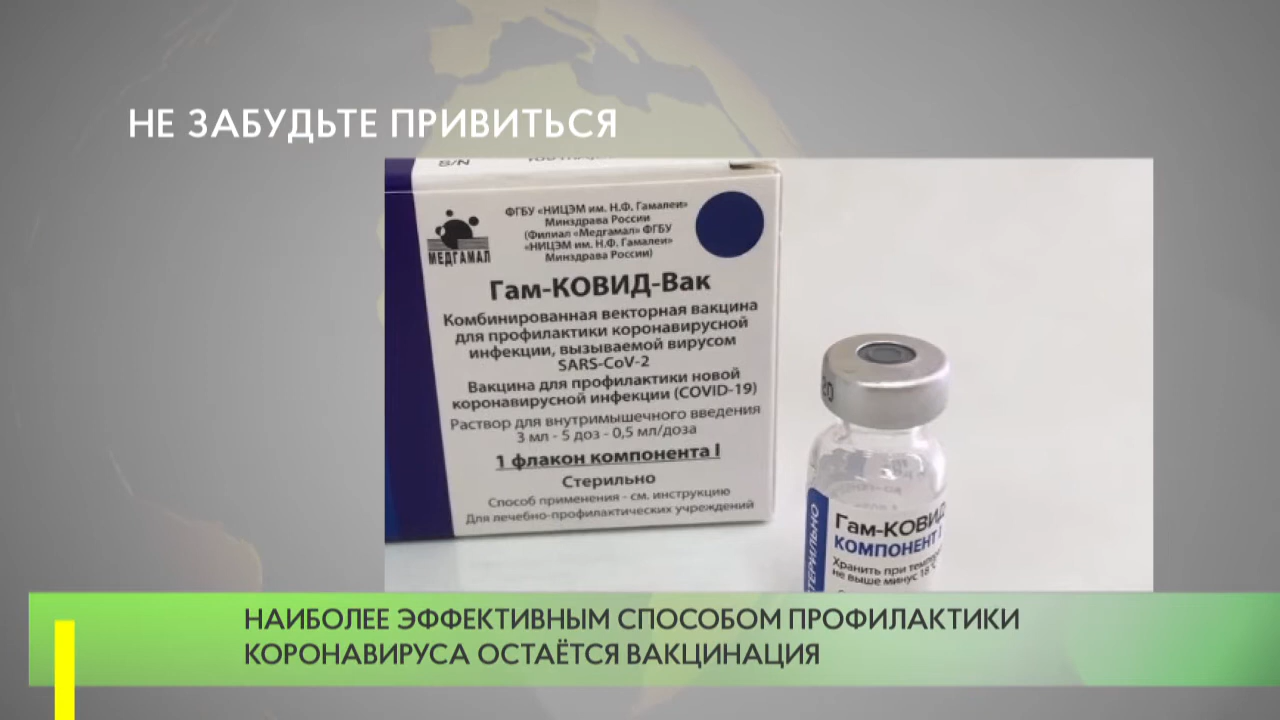 НЕ ЗАБУДЬТЕ ПРИВИТЬСЯ
S/N
МЕДГАМАЛ
ФГБУ «НИЦЭМ им. Н.Ф. Гамалеи»
Минздрава России
(Филиал «Медгамал» ФГБУ
«НИЦЭМ им. Н.Ф. Гамалеи»
Минздрава России)
Гам-КОВИД-Вак
Комбинированная векторная вакцина
для профилактики коронавирусной
инфекции, вызываемой вирусом
SARS-CoV-2
Вакцина для профилактики новой
коронавирусной инфекции (COVID-19)
Раствор для внутримышечного введения
3 мл - 5 доз - 0,5 мл/доза
1 флакон компонента I
Стерильно
Способ применения - см. инструкцию
Для лечебно-профилактических учреждений
Гам-КОВИД
КОМПОНЕНТ
Хранить при
не выше минус 18°
НАИБОЛЕЕ ЭФФЕКТИВНЫМ СПОСОБОМ ПРОФИЛАКТИКИ
КОРОНАВИРУСА ОСТАЁТСЯ ВАКЦИНАЦИЯ